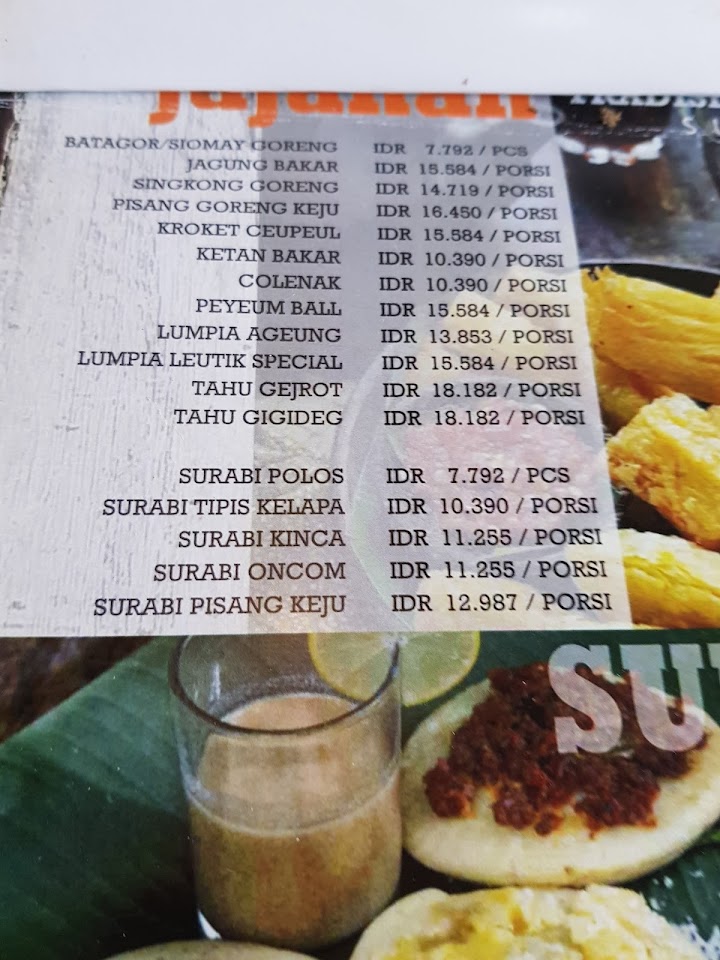 jajanan
BATAGOR/SIOMAY GORENG IDR 7.792 / PCS
JAGUNG BAKAR IDR 15.584 / PORSI
SINGKONG GORENG IDR 14.719 / PORSI
PISANG GORENG KEJU IDR 16.450 / PORSI
KROKET CEUPEUL IDR 15.584 / PORSI
KETAN BAKAR IDR 10.390 / PORSI
COLENAK IDR 10.390 / PORSI
PEYEUM BALL IDR 15.584 / PORSI
LUMPIA AGEUNG IDR 13.853 / PORSI
LUMPIA LEUTIK SPECIAL IDR 15.584 / PORSI
TAHU GEJROT IDR 18.182 / PORSI
TAHU GIGIDEG IDR 18.182 / PORSI
SURABI POLOS IDR 7.792 / PCS
SURABI TIPIS KELAPA IDR 10.390 / PORSI
SURABI KINCA IDR 11.255 / PORSI
SURABI ONCOM IDR 11.255 / PORSI
SURABI PISANG KEJU IDR 12.987 / PORSI